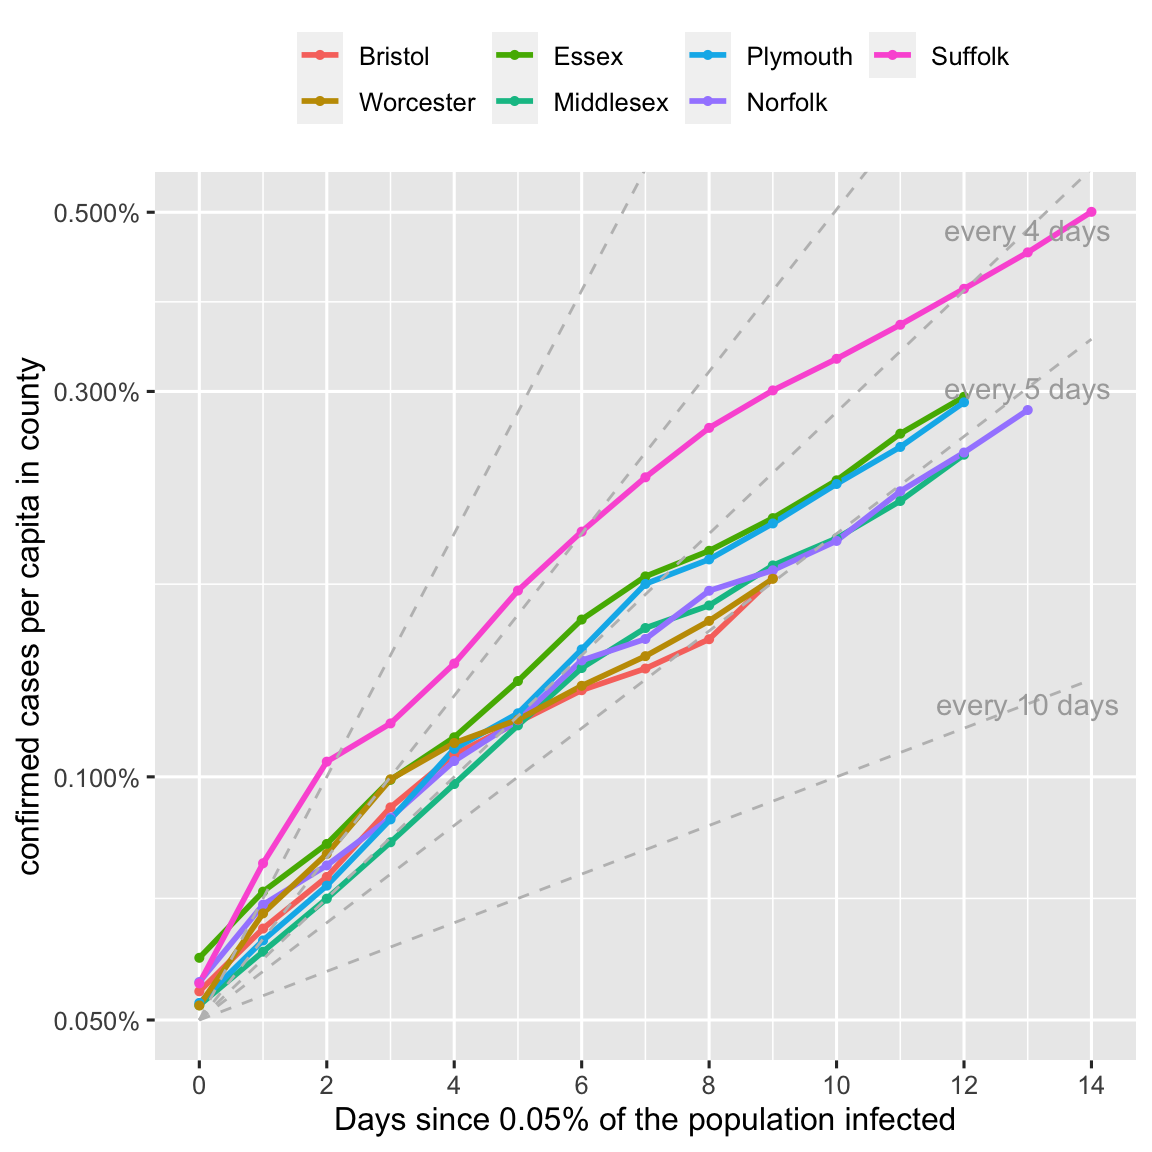 Bristol Essex Plymouth Suffolk
Worcester Middlesex Norfolk
confirmed cases per capita in county
0.500%
every 4 days
0.300%
every 5 days
every 10 days
0.100%
0.050%
0 2 4 6 8 10 12 14
Days since 0.05% of the population infected